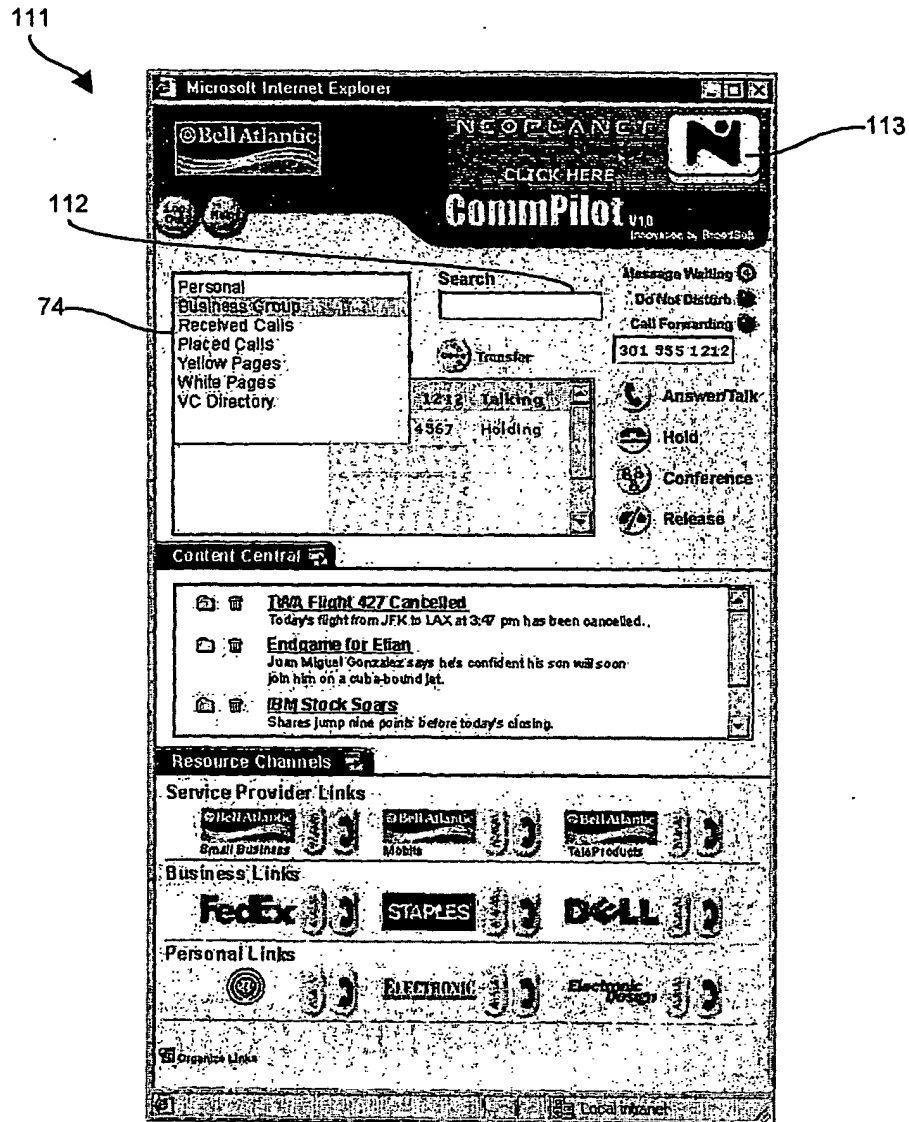 111
Microsoft Internet Explorer
Bell Atlantic
NEOPLANET
CLICK HERE
113
112
CommPilot V1.0
Innovation by BroadSoft
74
Personal
Business Group
Received Calls
Placed Calls
Yellow Pages
White Pages
VC Directory
Search
Message Waiting
Do Not Disturb
Call Forwarding
301 555 1212
Transfer
1212 Talking
4567 Holding
Answer/Talk
Hold
Conference
Release
Content Central
TWA Flight 427 Cancelled
Today's flight from JFK to LAX at 3:47 pm has been cancelled.
Endgame for Elian
Juan Miguel Gonzalez says he's confident his son will soon
join him on a cuba-bound jet.
IBM Stock Soars
Shares jump nine points before today's closing.
Resource Channels
Service Provider Links
Bell Atlantic
Small Business
Bell Atlantic
Mobile
Bell Atlantic
TeleProducts
Business Links
FedEx
STAPLES
DELL
Personal Links
ELECTRONIC
Electronic Design
Organize Links
Local intranet